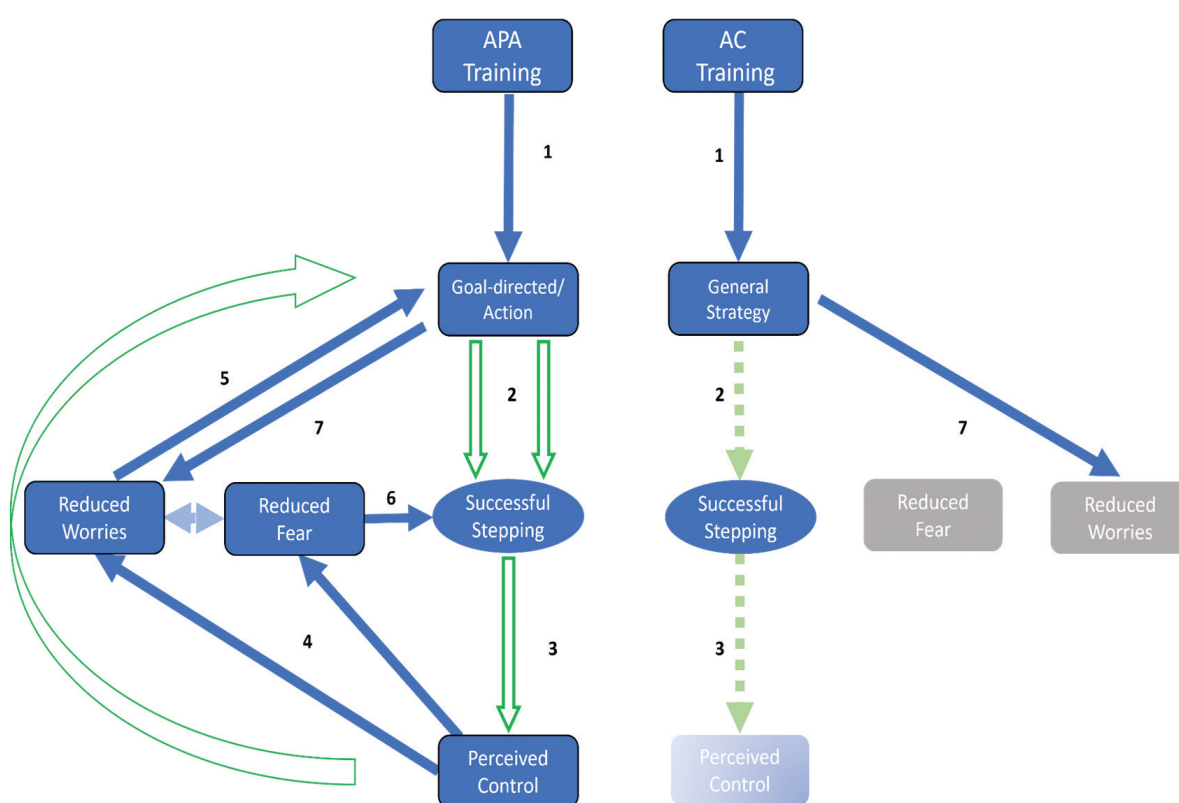 APA
Training
AC
Training
1
1
Goal-directed/
Action
General
Strategy
5
2
2
7
7
Reduced
Worries
Reduced
Fear
6
Successful
Stepping
Successful
Stepping
Reduced
Fear
Reduced
Worries
4
3
3
Perceived
Control
Perceived
Control